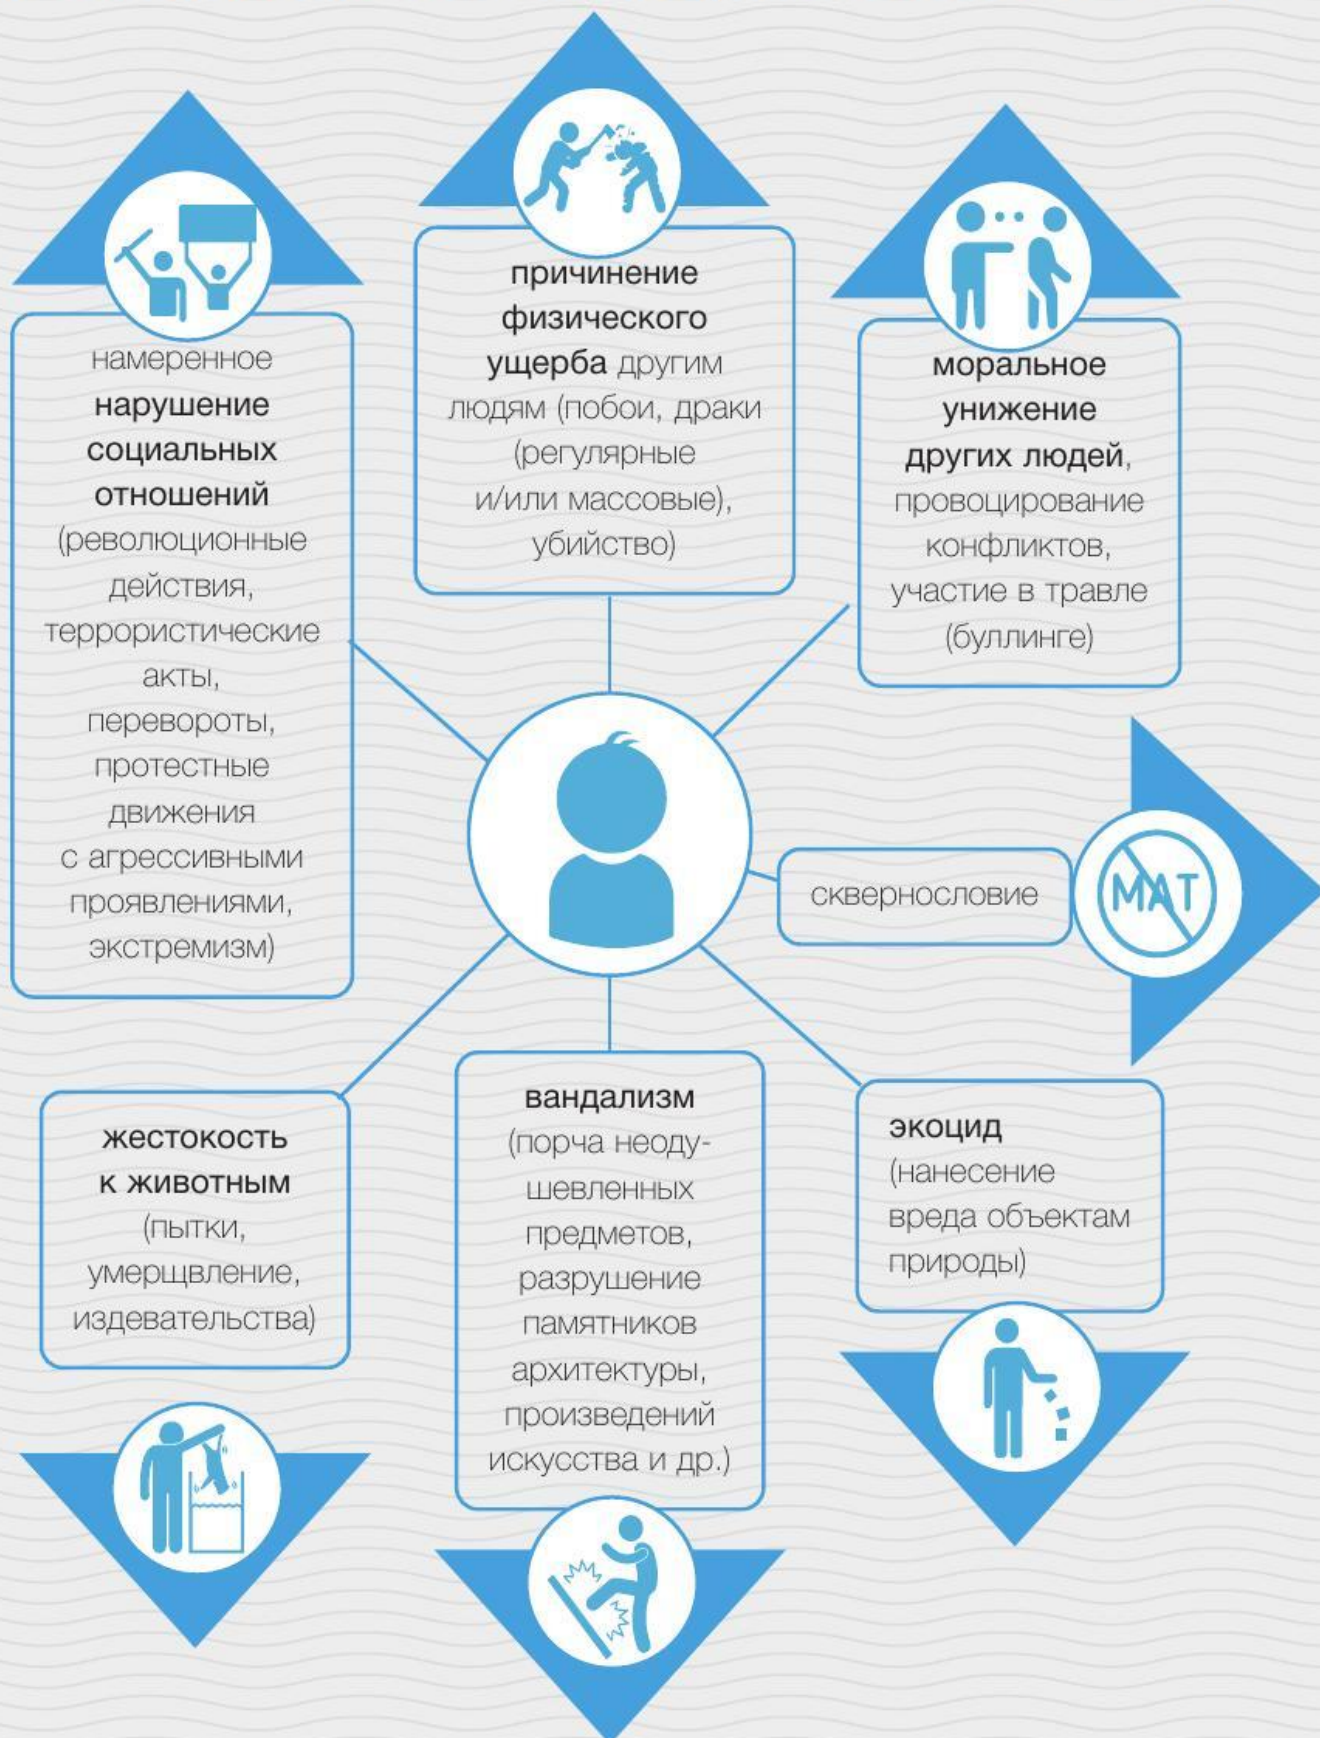 намеренное
нарушение
социальных
отношений
(революционные
действия,
террористические
акты,
перевороты,
протестные
движения
с агрессивными
проявлениями,
экстремизм)
причинение
физического
ущерба другим
людям (побои, драки
(регулярные
и/или массовые),
убийство)
моральное
унижение
других людей,
провоцирование
конфликтов,
участие в травле
(буллинге)
сквернословие
МАТ
жестокость
к животным
(пытки,
умерщвление,
издевательства)
вандализм
(порча неоду-
шевленных
предметов,
разрушение
памятников
архитектуры,
произведений
искусства и др.)
экоцид
(нанесение
вреда объектам
природы)